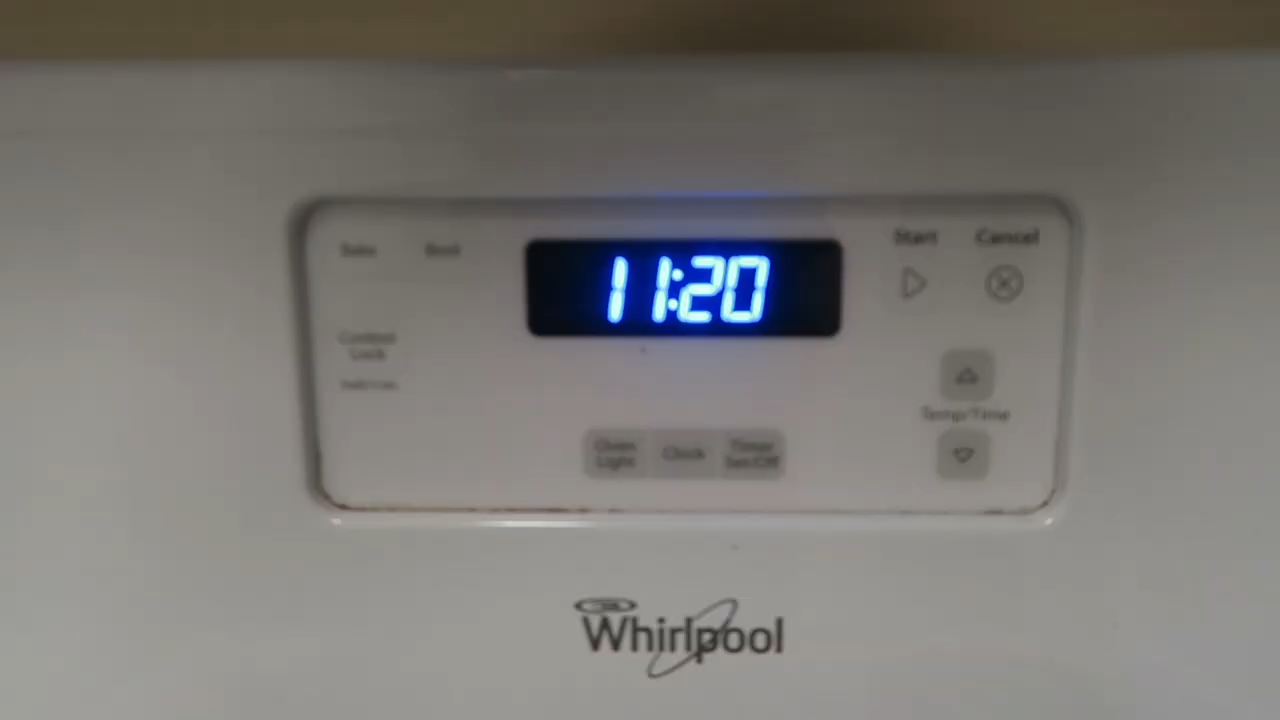 Bake
Broil
11:20
Start
Cancel
Control
Lock
Temp/Time
Oven
Light
Clock
Timer
Set/Off
Whirlpool